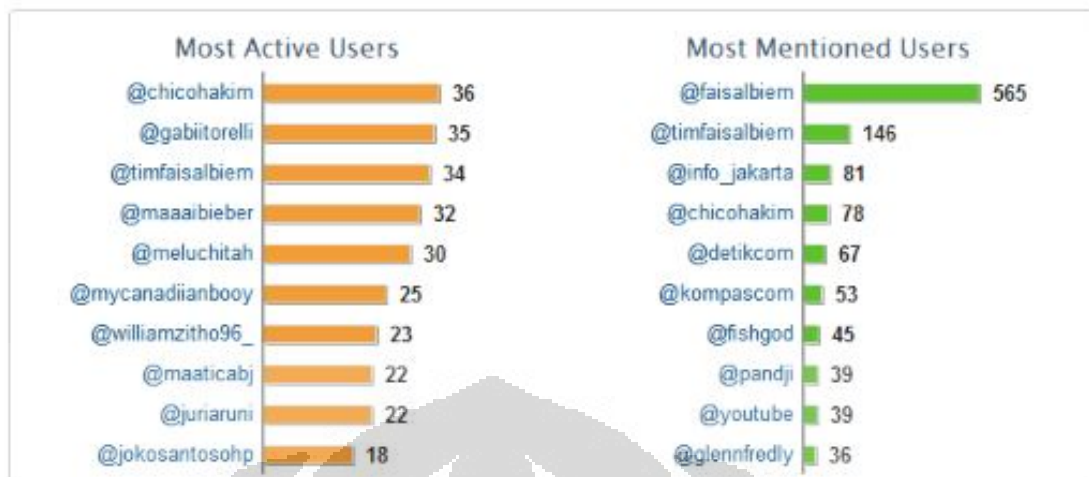 Most Active Users
@chicohakim 36
@gabiitorelli 35
@timfaisalbiem 34
@maaaibieber 32
@meluchitah 30
@mycanadiianbooy 25
@williamzitho96_ 23
@maaticabj 22
@juriaruni 22
@jokosantosohp 18
Most Mentioned Users
@faisalbiem 565
@timfaisalbiem 146
@info_jakarta 81
@chicohakim 78
@detikcom 67
@kompascom 53
@fishgod 45
@pandji 39
@youtube 39
@glennfredly 36